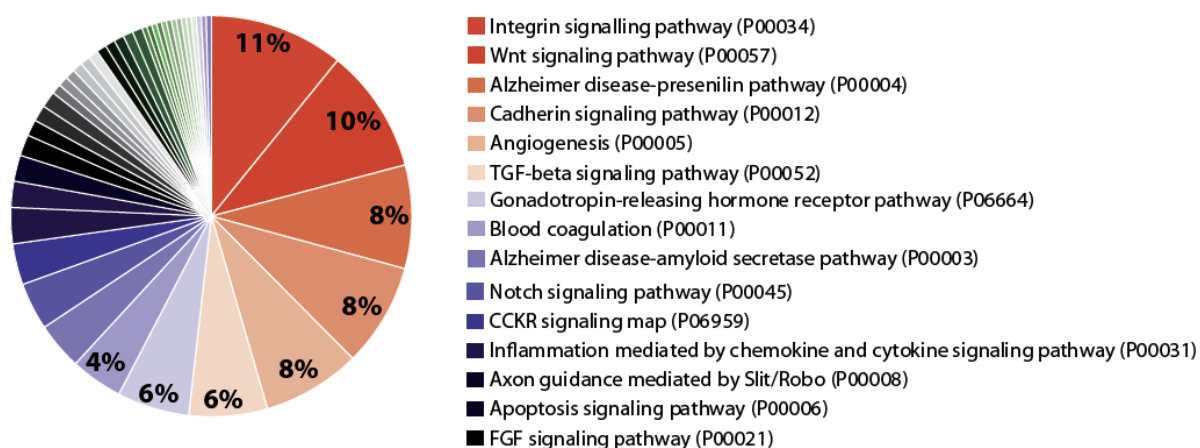 11%
10%
8%
8%
8%
6%
6%
4%
Integrin signalling pathway (P00034)
Wnt signaling pathway (P00057)
Alzheimer disease-presenilin pathway (P00004)
Cadherin signaling pathway (P00012)
Angiogenesis (P00005)
TGF-beta signaling pathway (P00052)
Gonadotropin-releasing hormone receptor pathway (P06664)
Blood coagulation (P00011)
Alzheimer disease-amyloid secretase pathway (P00003)
Notch signaling pathway (P00045)
CCKR signaling map (P06959)
Inflammation mediated by chemokine and cytokine signaling pathway (P00031)
Axon guidance mediated by Slit/Robo (P00008)
Apoptosis signaling pathway (P00006)
FGF signaling pathway (P00021)